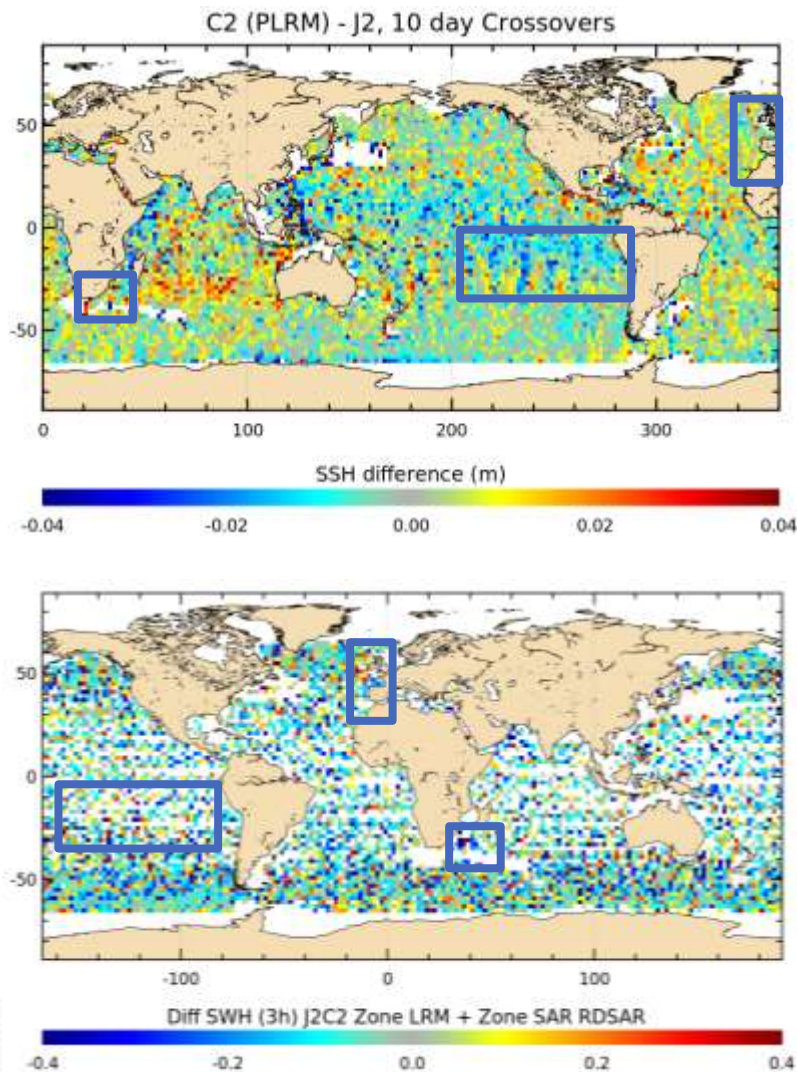 C2 (PLRM) - J2, 10 day Crossovers
50
0
-50
0 100 200 300
SSH difference (m)
-0.04 -0.02 0.00 0.02 0.04
50
0
-50
-100 0 100
Diff SWH (3h) J2C2 Zone LRM + Zone SAR RDSAR
-0.4 -0.2 0.0 0.2 0.4